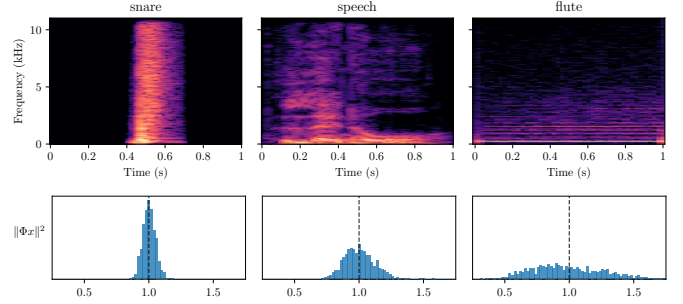 snare speech flute
Frequency (kHz)
10
5
0
0 0.2 0.4 0.6 0.8 1 0 0.2 0.4 0.6 0.8 1 0 0.2 0.4 0.6 0.8 1
Time (s) Time (s) Time (s)
‖Φx‖²
0.5 1.0 1.5 0.5 1.0 1.5 0.5 1.0 1.5